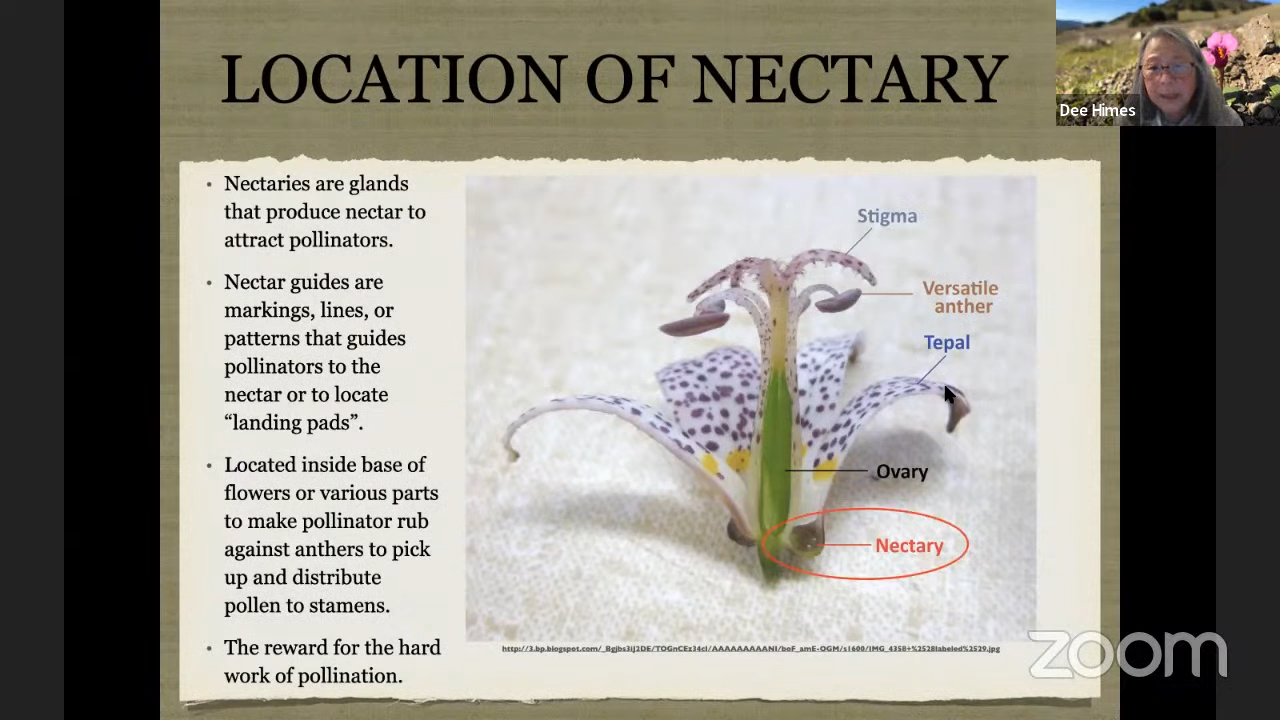 LOCATION OF NECTARY
Dee Himes
Nectaries are glands
that produce nectar to
attract pollinators.
Nectar guides are
markings, lines, or
patterns that guides
pollinators to the
nectar or to locate
“landing pads”.
Located inside base of
flowers or various parts
to make pollinator rub
against anthers to pick
up and distribute
pollen to stamens.
The reward for the hard
work of pollination.
Stigma
Versatile
anther
Tepal
Ovary
Nectary
zoom